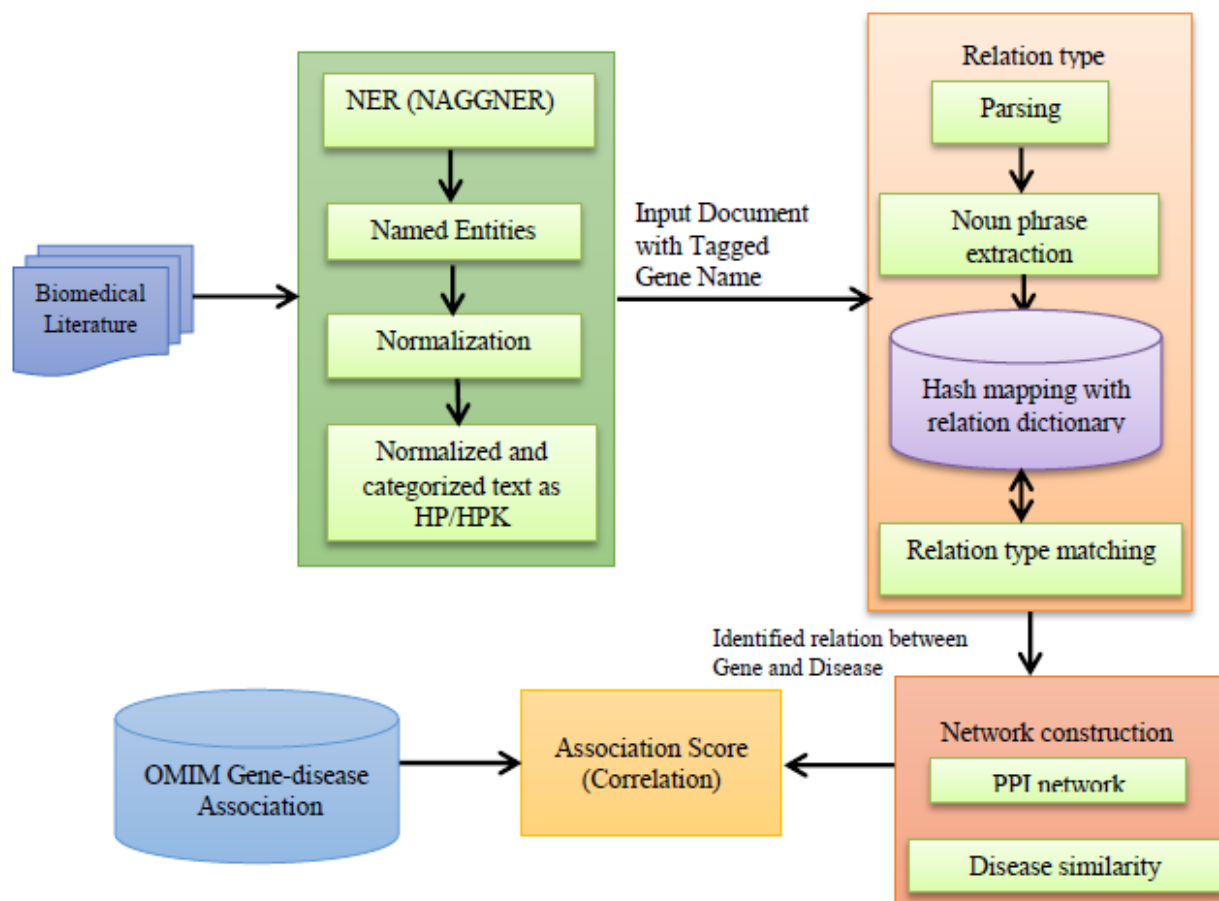 Biomedical
Literature
NER (NAGGNER)
Named Entities
Normalization
Normalized and
categorized text as
HP/HPK
Input Document
with Tagged
Gene Name
Relation type
Parsing
Noun phrase
extraction
Hash mapping with
relation dictionary
Relation type matching
Identified relation between
Gene and Disease
Network construction
PPI network
Disease similarity
Association Score
(Correlation)
OMIM Gene-disease
Association